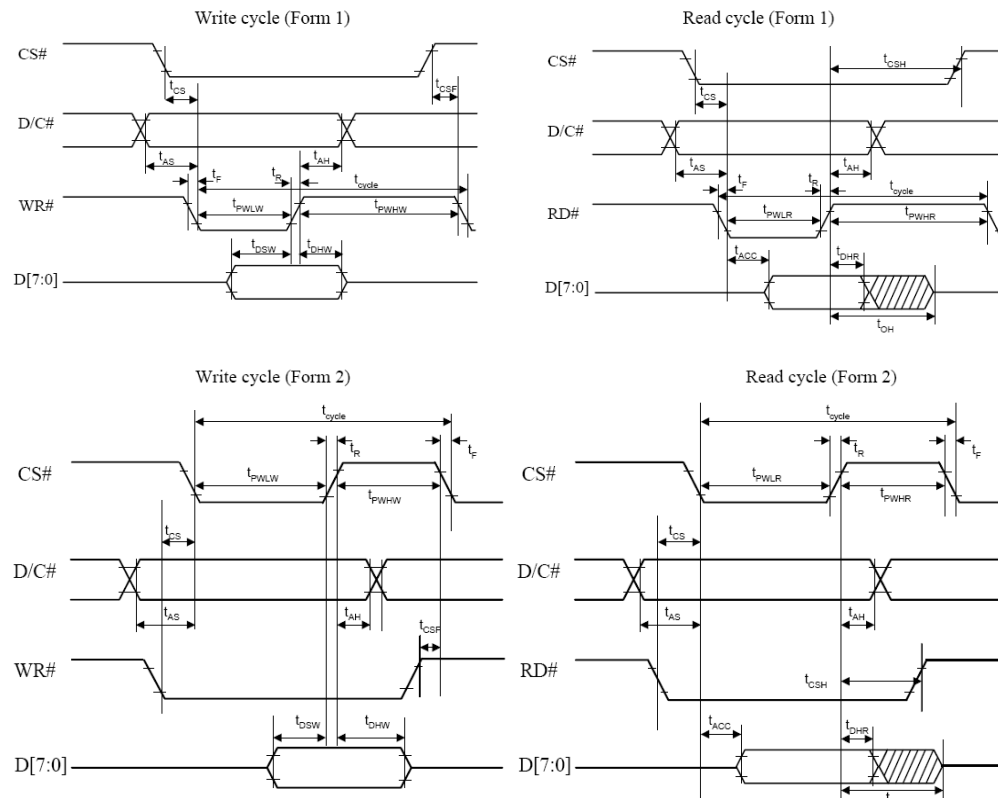 Write cycle (Form 1)
CS#
tCS
tCSF
D/C#
tAS
tF
tR
tAH
tcycle
WR#
tPWLW
tPWHW
tDSW
tDHW
D[7:0]
Read cycle (Form 1)
CS#
tCSH
tCS
D/C#
tAS
tF
tR
tAH
tcycle
RD#
tPWLR
tPWHR
tACC
tDHR
D[7:0]
tOH
Write cycle (Form 2)
tcycle
CS#
tR
tF
tPWLW
tPWHW
tCS
D/C#
tAS
tAH
tCSF
WR#
tDSW
tDHW
D[7:0]
Read cycle (Form 2)
tcycle
CS#
tR
tF
tPWLR
tPWHR
tCS
D/C#
tAS
tAH
RD#
tCSH
tACC
tDHR
D[7:0]
t